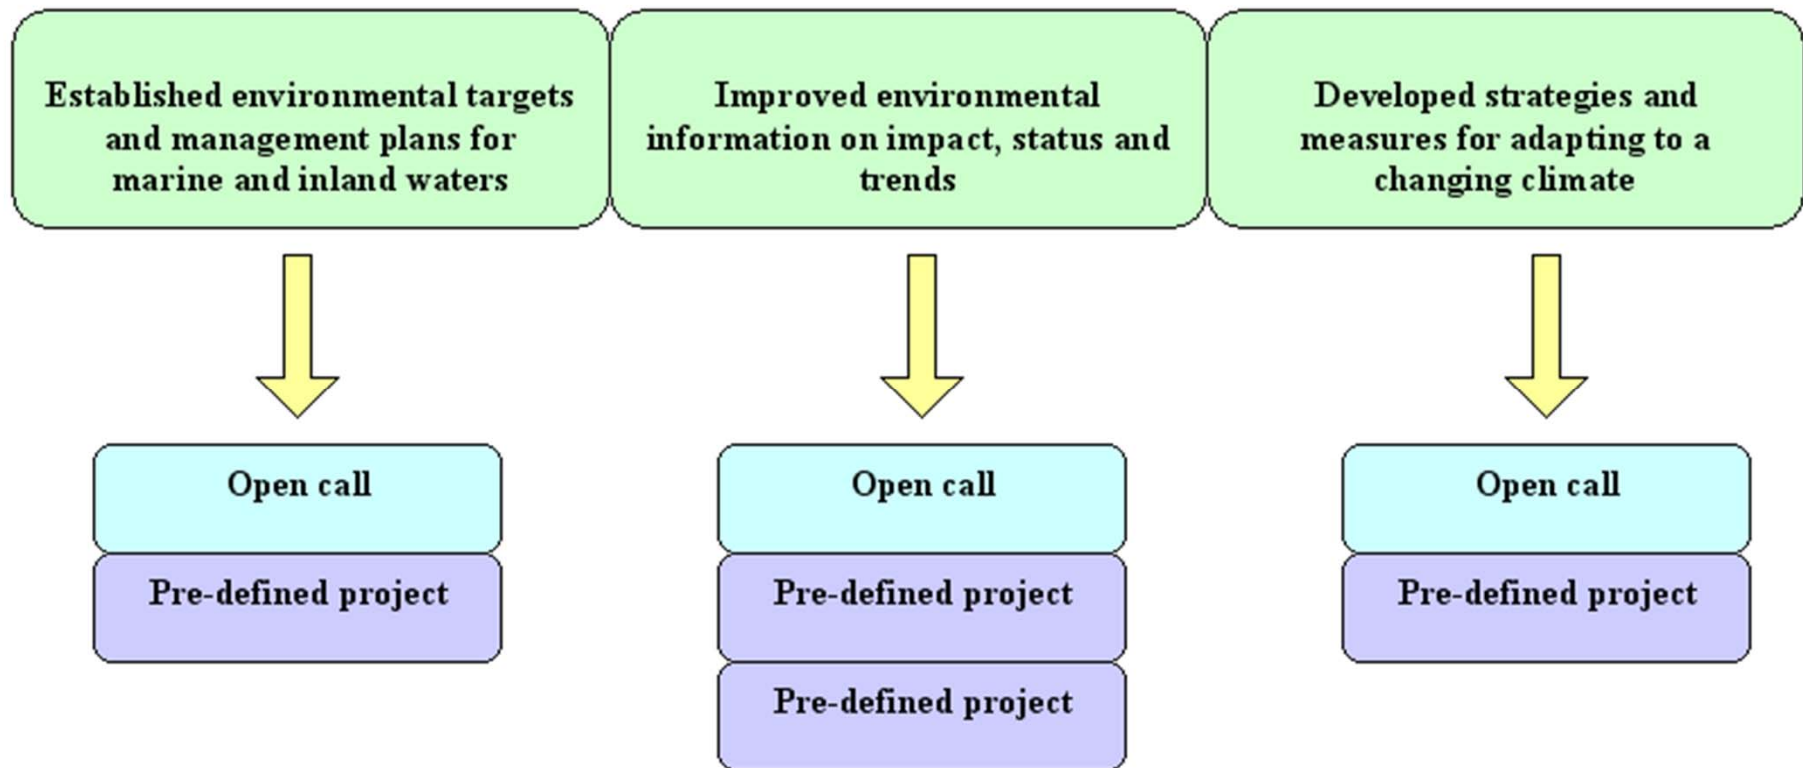 Established environmental targets
and management plans for
marine and inland waters
Improved environmental
information on impact, status and
trends
Developed strategies and
measures for adapting to a
changing climate
Open call
Pre-defined project
Open call
Pre-defined project
Pre-defined project
Open call
Pre-defined project